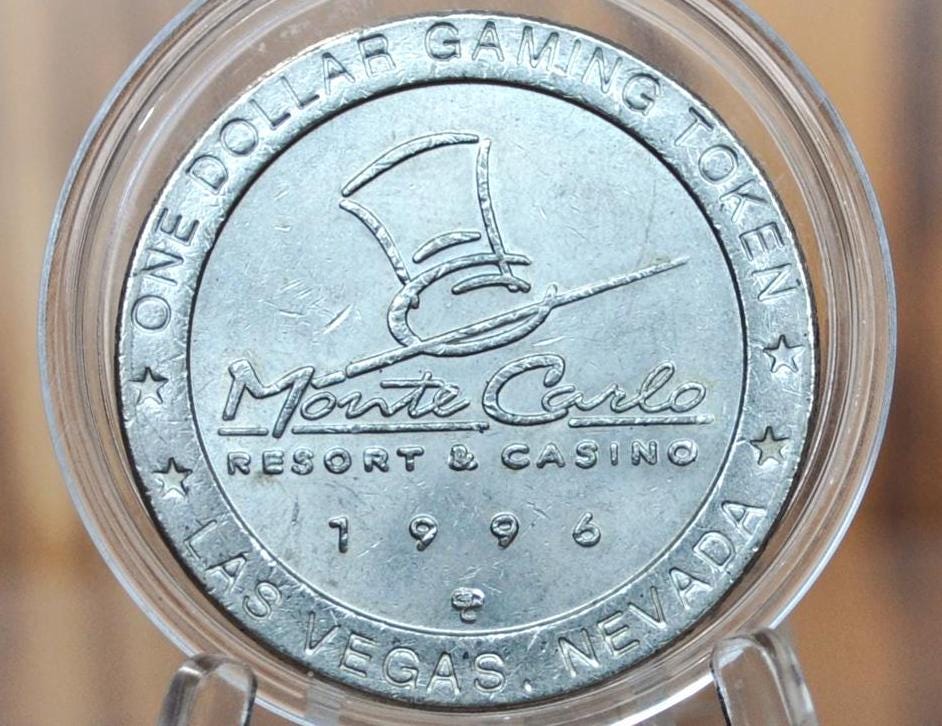 ONE DOLLAR GAMING TOKEN
Monte Carlo
RESORT & CASINO
1996
LAS VEGAS, NEVADA